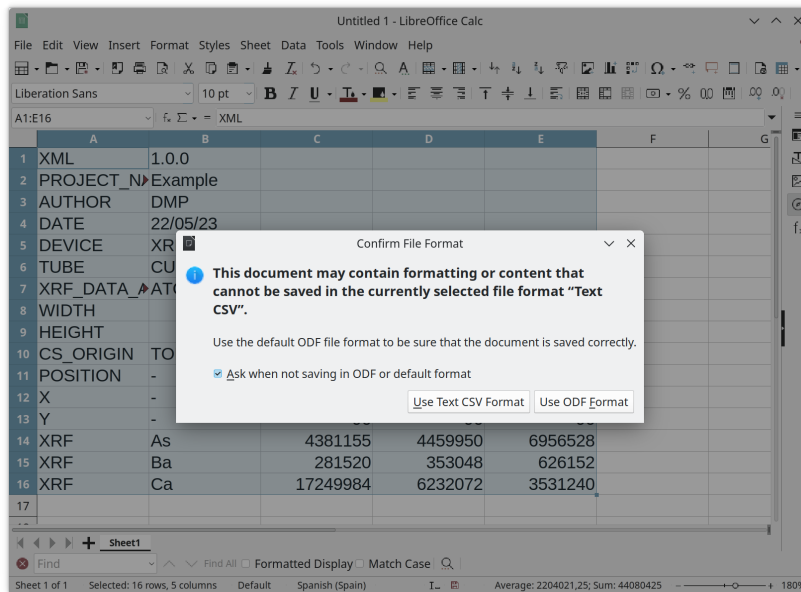 Untitled 1 - LibreOffice Calc
File Edit View Insert Format Styles Sheet Data Tools Window Help
Liberation Sans 10 pt B I U
A1:E16 fx Σ = XML
A B C D E F G
1 XML 1.0.0
2 PROJECT_NA Example
3 AUTHOR DMP
4 DATE 22/05/23
5 DEVICE XR
6 TUBE CU
7 XRF_DATA_A ATO
8 WIDTH
9 HEIGHT
10 CS_ORIGIN TO
11 POSITION -
12 X -
13 Y -
14 XRF As 4381155 4459950 6956528
15 XRF Ba 281520 353048 626152
16 XRF Ca 17249984 6232072 3531240
17
Confirm File Format
This document may contain formatting or content that
cannot be saved in the currently selected file format “Text
CSV”.
Use the default ODF file format to be sure that the document is saved correctly.
Ask when not saving in ODF or default format
Use Text CSV Format Use ODF Format
Sheet1
Find Find All Formatted Display Match Case
Sheet 1 of 1 Selected: 16 rows, 5 columns Default Spanish (Spain) Average: 2204021,25; Sum: 44080425 180%